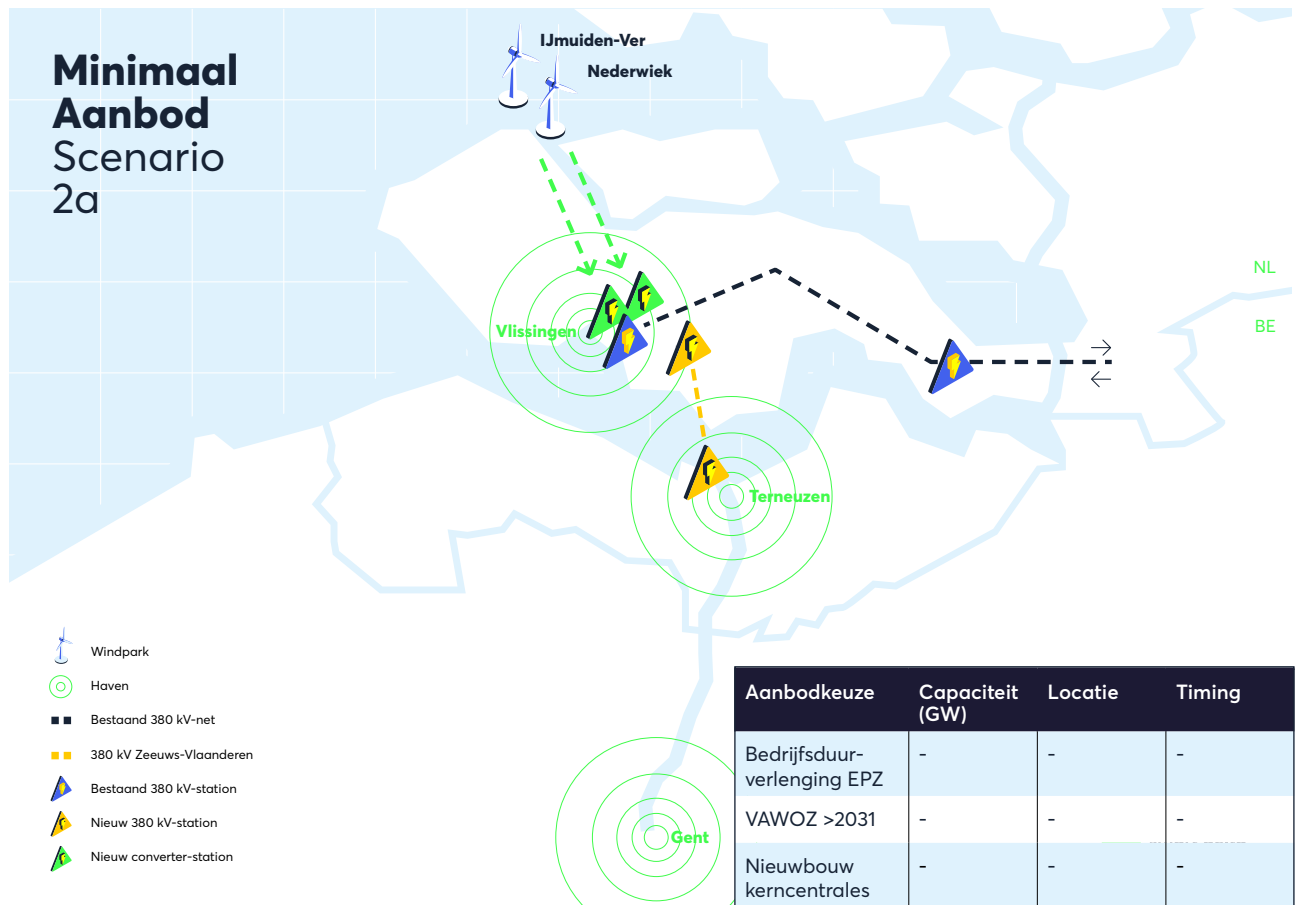 Minimaal
Aanbod
Scenario
2a
IJmuiden-Ver
Nederwiek
NL
BE
Vlissingen
Terneuzen
Gent
Windpark
Haven
Bestaand 380 kV-net
380 kV Zeeuws-Vlaanderen
Bestaand 380 kV-station
Nieuw 380 kV-station
Nieuw converter-station
Aanbodkeuze Capaciteit (GW) Locatie Timing
Bedrijfsduur-
verlenging EPZ - - -
VAWOZ >2031 - - -
Nieuwbouw
kerncentrales - - -